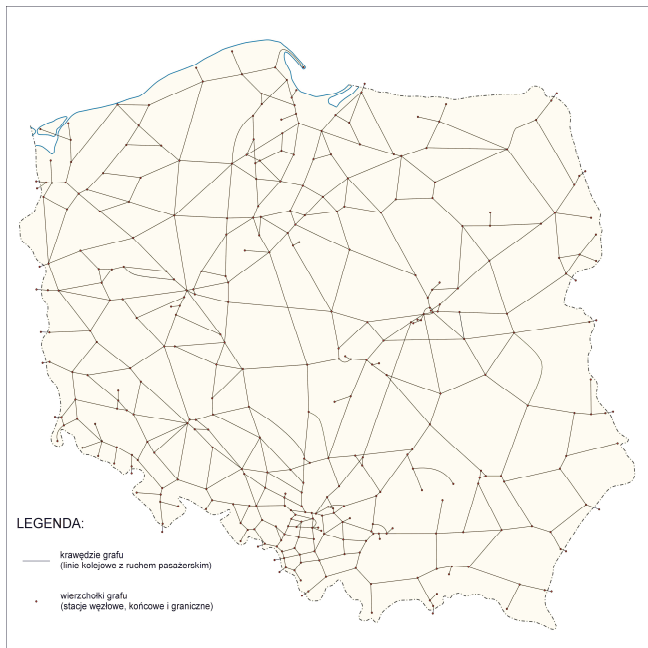 LEGENDA:
krawędzie grafu
(linie kolejowe z ruchem pasażerskim)
wierzchołki grafu
(stacje węzłowe, końcowe i graniczne)